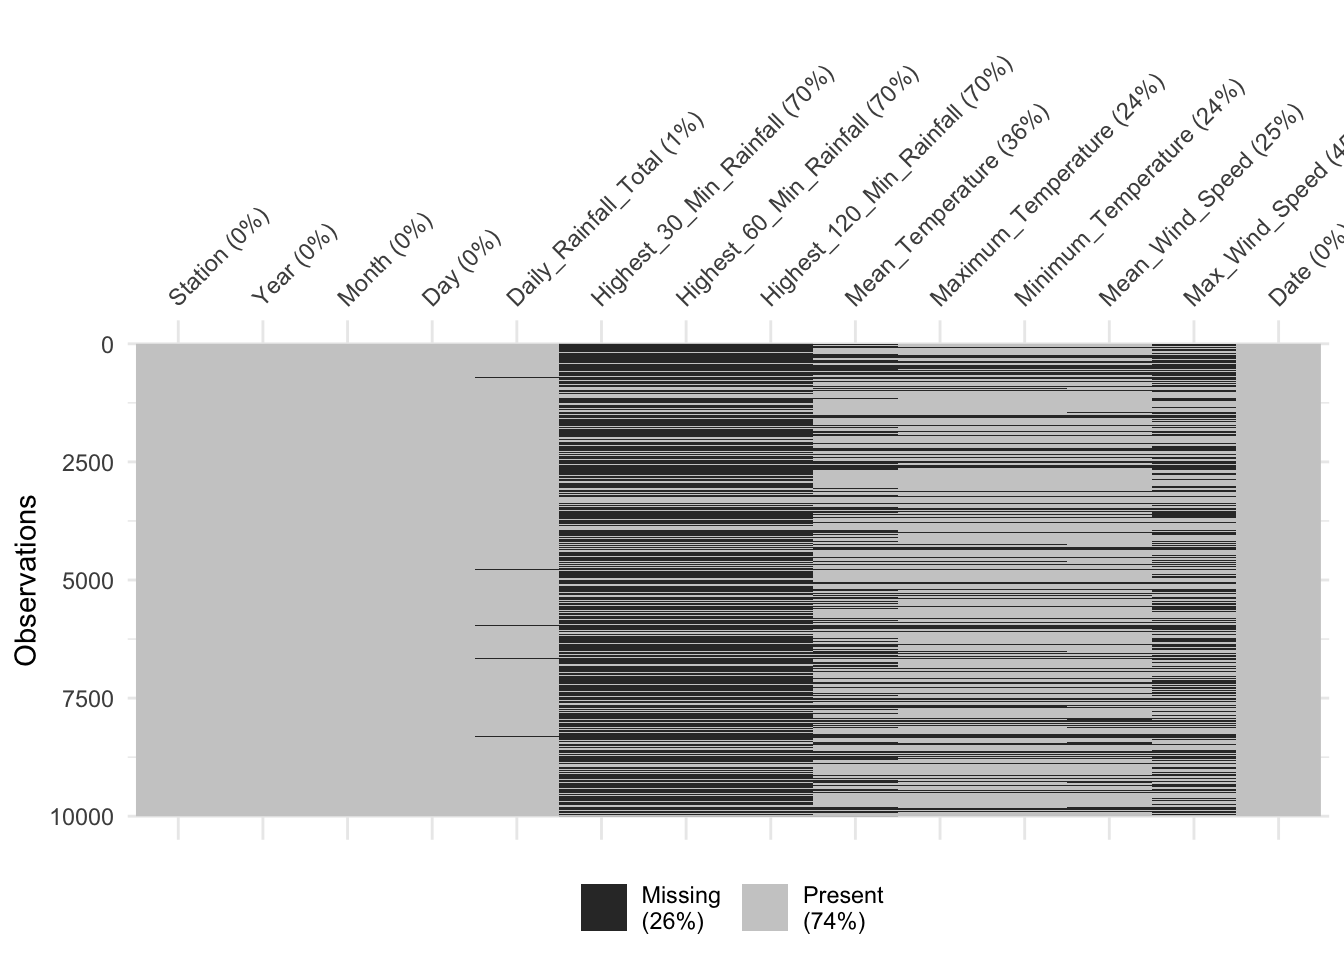 Station (0%)
Year (0%)
Month (0%)
Day (0%)
Daily_Rainfall_Total (1%)
Highest_30_Min_Rainfall (70%)
Highest_60_Min_Rainfall (70%)
Highest_120_Min_Rainfall (70%)
Mean_Temperature (36%)
Maximum_Temperature (24%)
Minimum_Temperature (24%)
Mean_Wind_Speed (25%)
Max_Wind_Speed
Date (0%
0
2500
5000
7500
10000
Observations
Missing
(26%)
Present
(74%)